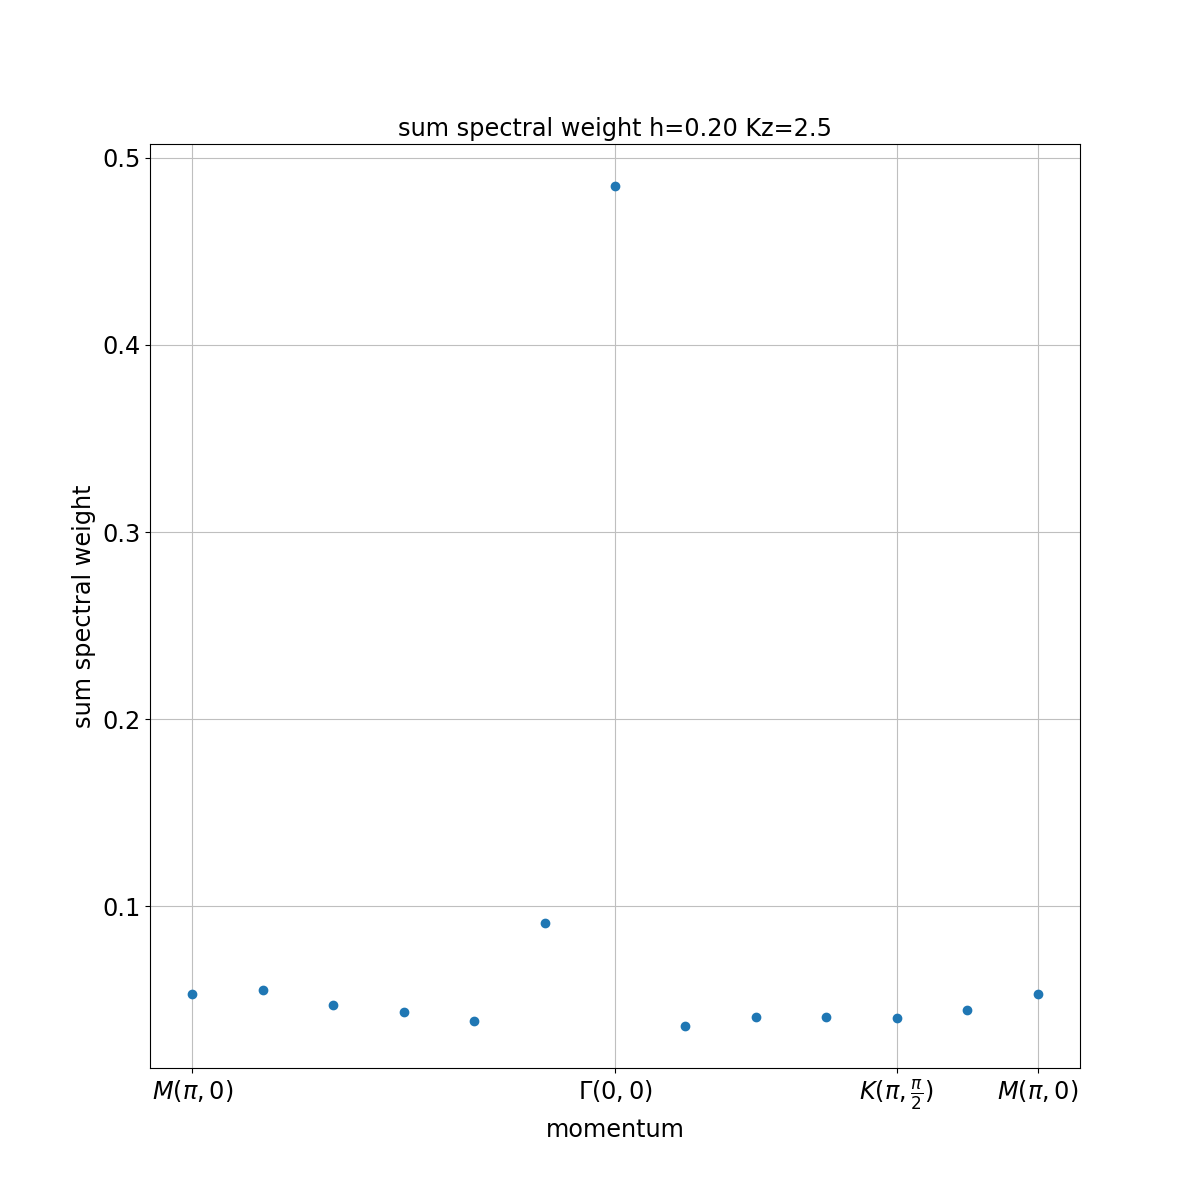 sum spectral weight h=0.20 Kz=2.5
0.5
0.4
0.3
0.2
0.1
sum spectral weight
M(π, 0) Γ(0, 0) K(π, π/2) M(π, 0)
momentum